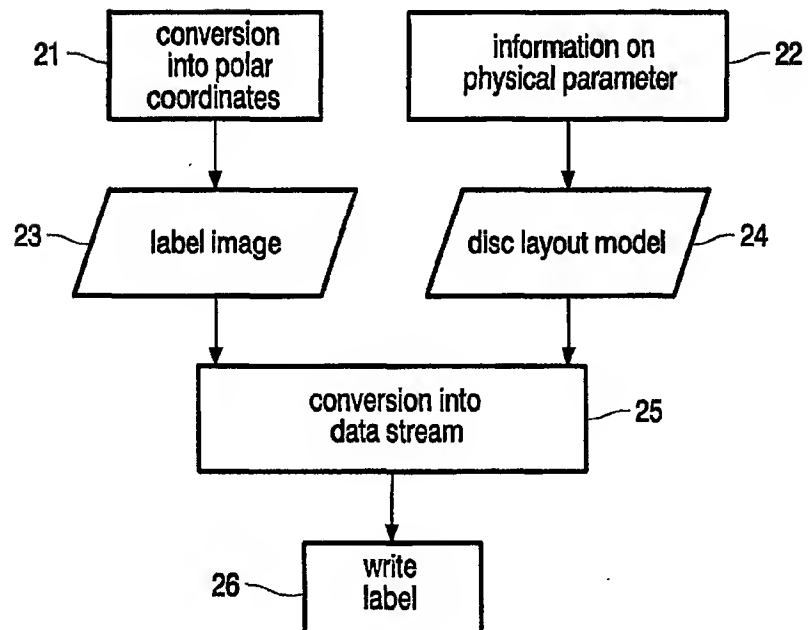 21
conversion
into polar
coordinates
information on
physical parameter
22
23
label image
disc layout model
24
conversion into
data stream
25
26
write
label